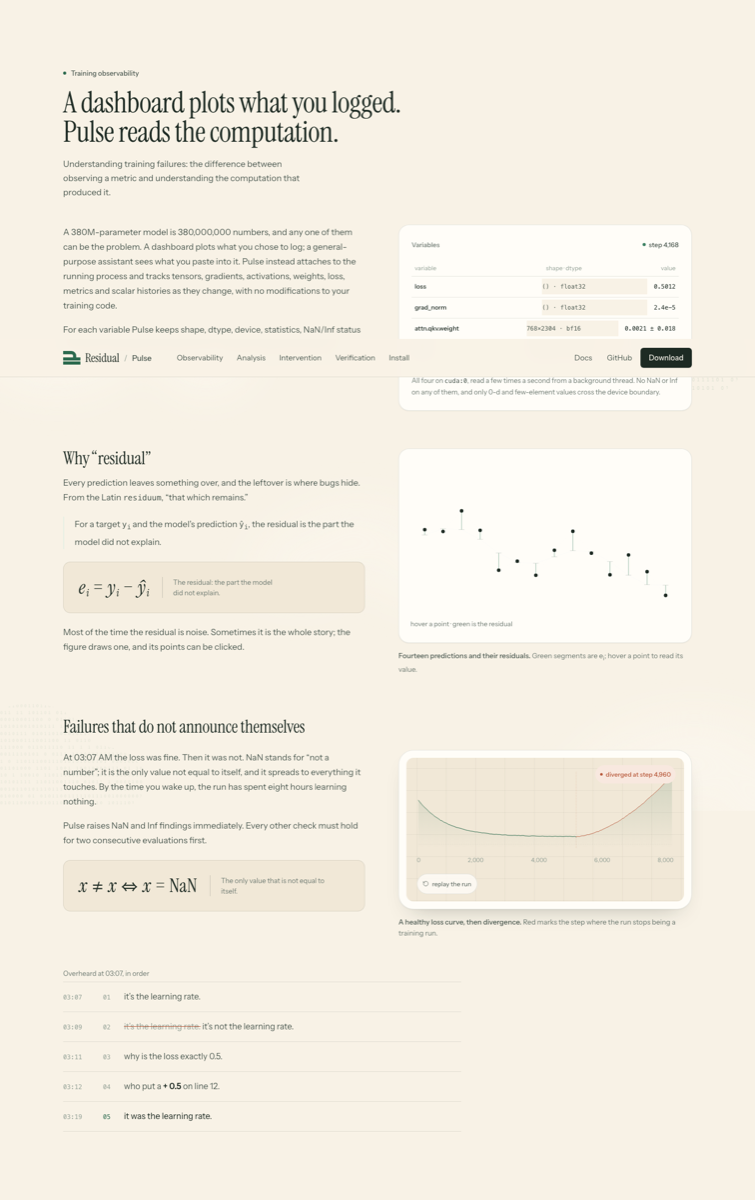 Training observability
A dashboard plots what you logged.
Pulse reads the computation.
Understanding training failures: the difference between
observing a metric and understanding the computation that
produced it.
A 380M-parameter model is 380,000,000 numbers, and any one of them
can be the problem. A dashboard plots what you chose to log; a general-
purpose assistant sees what you paste into it. Pulse instead attaches to the
running process and tracks tensors, gradients, activations, weights, loss,
metrics and scalar histories as they change, with no modifications to your
training code.
For each variable Pulse keeps shape, dtype, device, statistics, NaN/Inf status
Variables
step 4,168
variable shape · dtype value
loss () · float32 0.5012
grad_norm () · float32 2.4e-5
attn.qkv.weight 768×2304 · bf16 0.0021 ± 0.018
Residual / Pulse Observability Analysis Intervention Verification Install Docs GitHub Download
All four on cuda:0, read a few times a second from a background thread. No NaN or Inf
on any of them, and only 0-d and few-element values cross the device boundary.
Why “residual”
Every prediction leaves something over, and the leftover is where bugs hide.
From the Latin residuum, “that which remains.”
For a target yᵢ and the model’s prediction ŷᵢ, the residual is the part the
model did not explain.
eᵢ = yᵢ − ŷᵢ
The residual: the part the model
did not explain.
Most of the time the residual is noise. Sometimes it is the whole story; the
figure draws one, and its points can be clicked.
hover a point · green is the residual
Fourteen predictions and their residuals. Green segments are eᵢ; hover a point to read its
value.
Failures that do not announce themselves
At 03:07 AM the loss was fine. Then it was not. NaN stands for “not a
number”; it is the only value not equal to itself, and it spreads to everything it
touches. By the time you wake up, the run has spent eight hours learning
nothing.
Pulse raises NaN and Inf findings immediately. Every other check must hold
for two consecutive evaluations first.
x ≠ x ⇔ x = NaN
The only value that is not equal to
itself.
diverged at step 4,960
0 2,000 4,000 6,000 8,000
replay the run
A healthy loss curve, then divergence. Red marks the step where the run stops being a
training run.
Overheard at 03:07, in order
03:07 01 it’s the learning rate.
03:09 02 it’s the learning rate. it’s not the learning rate.
03:11 03 why is the loss exactly 0.5.
03:12 04 who put a + 0.5 on line 12.
03:19 05 it was the learning rate.